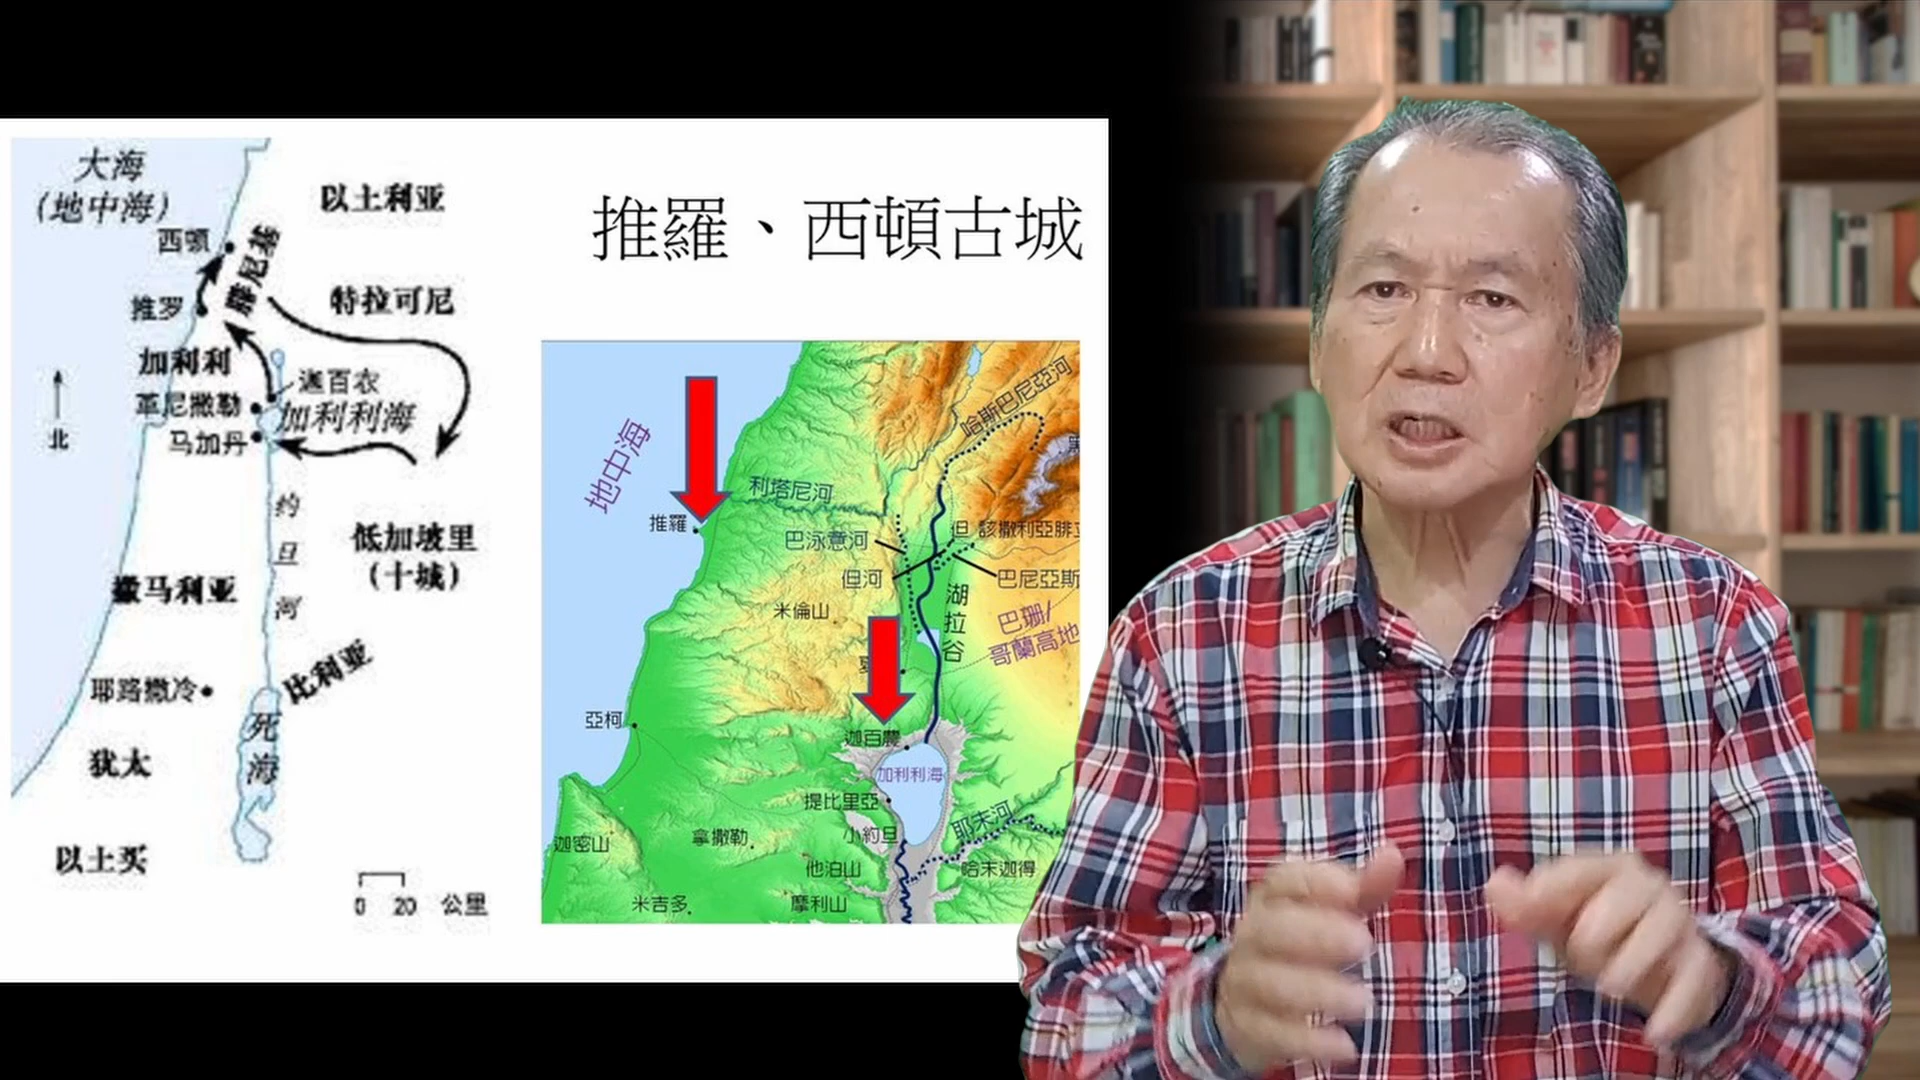 大海
(地中海)
以土利亚
西頓
腓尼基
推罗
特拉可尼
加利利
迦百农
革尼撒勒
加利利海
马加丹
北
约旦河
低加坡里
(十城)
撒马利亚
比利亚
耶路撒冷
死海
犹太
以土买
0 20 公里
推羅、西頓古城
地中海
哈斯巴尼亞河
利塔尼河
推羅
巴泳意河
但
該撒利亞腓立
但河
巴尼亞斯
米倫山
湖拉谷
巴珊/
哥蘭高地
亞柯
迦百農
加利利海
提比里亞
小約旦
耶末河
迦密山
拿撒勒
他泊山
哈末迦得
米吉多
摩利山